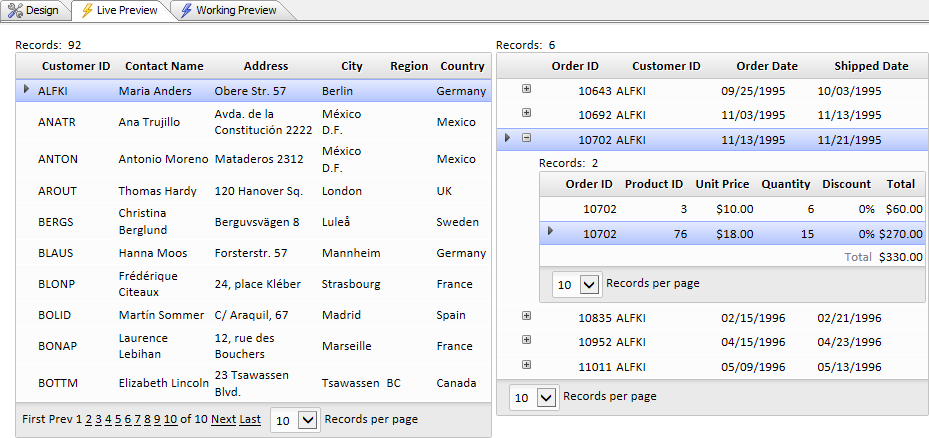 Design Live Preview Working Preview
Records: 92
Customer ID Contact Name Address City Region Country
ALFKI Maria Anders Obere Str. 57 Berlin Germany
ANATR Ana Trujillo Avda. de la Constitución 2222 México D.F. Mexico
ANTON Antonio Moreno Mataderos 2312 México D.F. Mexico
AROUT Thomas Hardy 120 Hanover Sq. London UK
BERGS Christina Berglund Berguvsvägen 8 Luleå Sweden
BLAUS Hanna Moos Forsterstr. 57 Mannheim Germany
BLONP Frédérique Citeaux 24, place Kléber Strasbourg France
BOLID Martín Sommer C/ Araquil, 67 Madrid Spain
BONAP Laurence Lebihan 12, rue des Bouchers Marseille France
BOTTM Elizabeth Lincoln 23 Tsawassen Blvd. Tsawassen BC Canada
First Prev 1 2 3 4 5 6 7 8 9 10 of 10 Next Last 10 Records per page
Records: 6
Order ID Customer ID Order Date Shipped Date
10643 ALFKI 09/25/1995 10/03/1995
10692 ALFKI 11/03/1995 11/13/1995
10702 ALFKI 11/13/1995 11/21/1995
Records: 2
Order ID Product ID Unit Price Quantity Discount Total
10702 3 $10.00 6 0% $60.00
10702 76 $18.00 15 0% $270.00
Total $330.00
10 Records per page
10835 ALFKI 02/15/1996 02/21/1996
10952 ALFKI 04/15/1996 04/23/1996
11011 ALFKI 05/09/1996 05/13/1996
10 Records per page